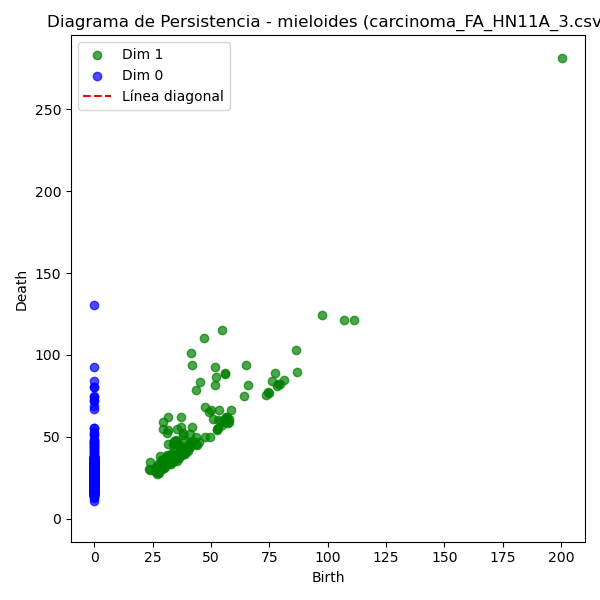 Diagrama de Persistencia - mieloides (carcinoma_FA_HN11A_3.csv
Dim 1
Dim 0
Línea diagonal
250
200
150
100
50
0
Death
0
25
50
75
100
125
150
175
200
Birth